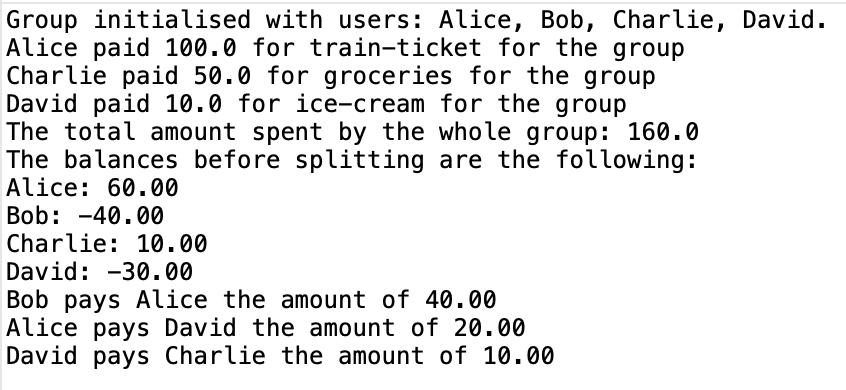 Group initialised with users: Alice, Bob, Charlie, David.
Alice paid 100.0 for train-ticket for the group
Charlie paid 50.0 for groceries for the group
David paid 10.0 for ice-cream for the group
The total amount spent by the whole group: 160.0
The balances before splitting are the following:
Alice: 60.00
Bob: -40.00
Charlie: 10.00
David: -30.00
Bob pays Alice the amount of 40.00
Alice pays David the amount of 20.00
David pays Charlie the amount of 10.00